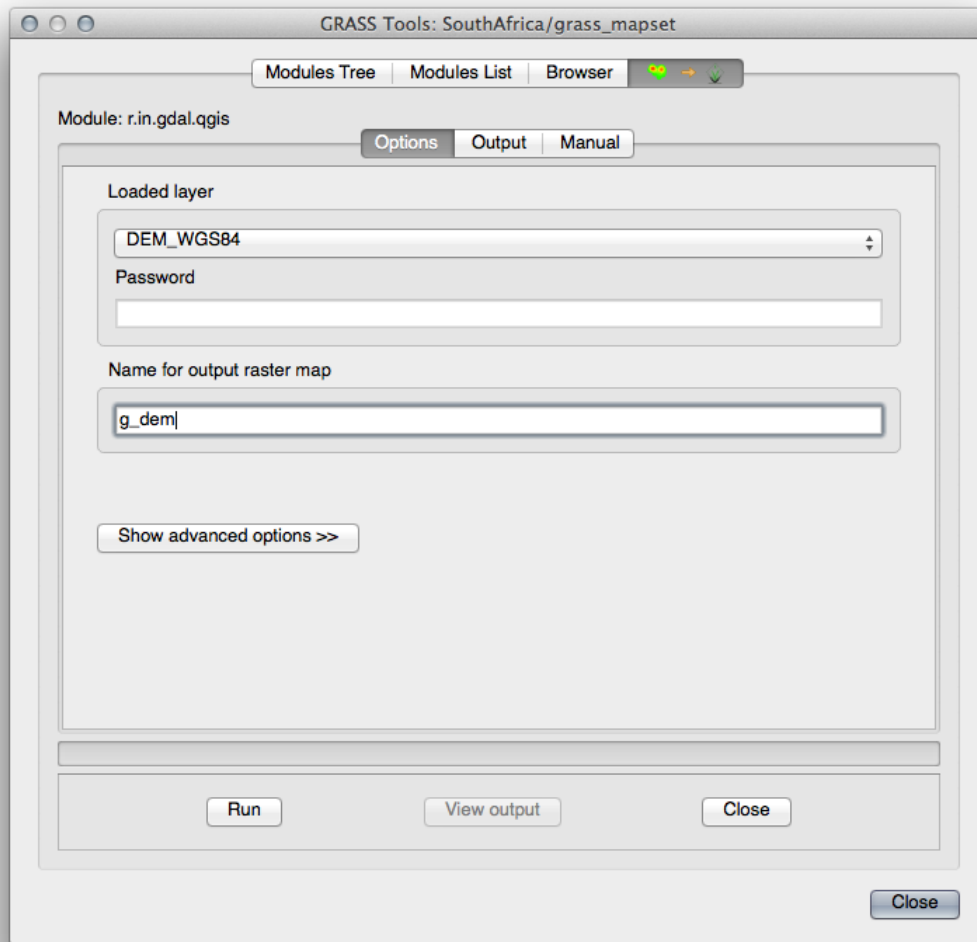 GRASS Tools: SouthAfrica/grass_mapset
Modules Tree
Modules List
Browser
Module: r.in.gdal.qgis
Options
Output
Manual
Loaded layer
DEM_WGS84
Password
Name for output raster map
g_dem
Show advanced options >>
Run
View output
Close
Close